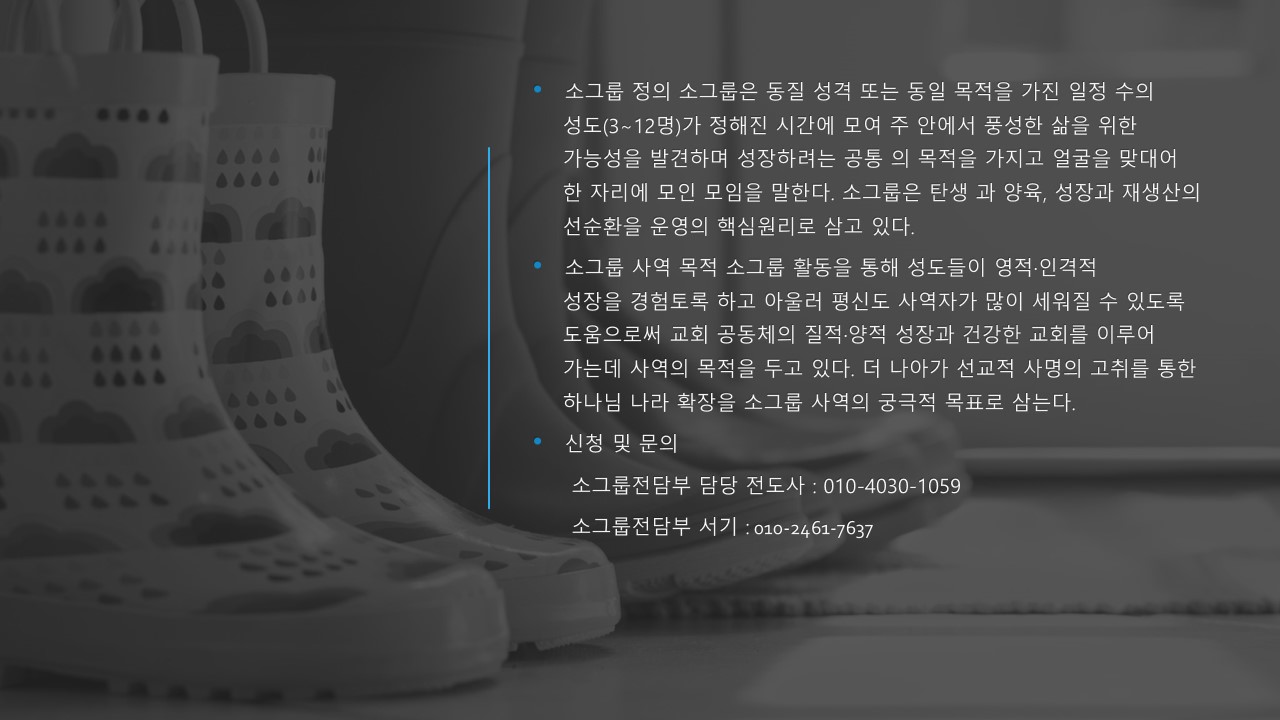 • 소그룹 정의 소그룹은 동질 성격 또는 동일 목적을 가진 일정 수의
성도(3~12명)가 정해진 시간에 모여 주 안에서 풍성한 삶을 위한
가능성을 발견하며 성장하려는 공통 의 목적을 가지고 얼굴을 맞대어
한 자리에 모인 모임을 말한다. 소그룹은 탄생 과 양육, 성장과 재생산의
선순환을 운영의 핵심원리로 삼고 있다.
• 소그룹 사역 목적 소그룹 활동을 통해 성도들이 영적·인격적
성장을 경험토록 하고 아울러 평신도 사역자가 많이 세워질 수 있도록
도움으로써 교회 공동체의 질적·양적 성장과 건강한 교회를 이루어
가는데 사역의 목적을 두고 있다. 더 나아가 선교적 사명의 고취를 통한
하나님 나라 확장을 소그룹 사역의 궁극적 목표로 삼는다.
• 신청 및 문의
소그룹전담부 담당 전도사 : 010-4030-1059
소그룹전담부 서기 : 010-2461-7637